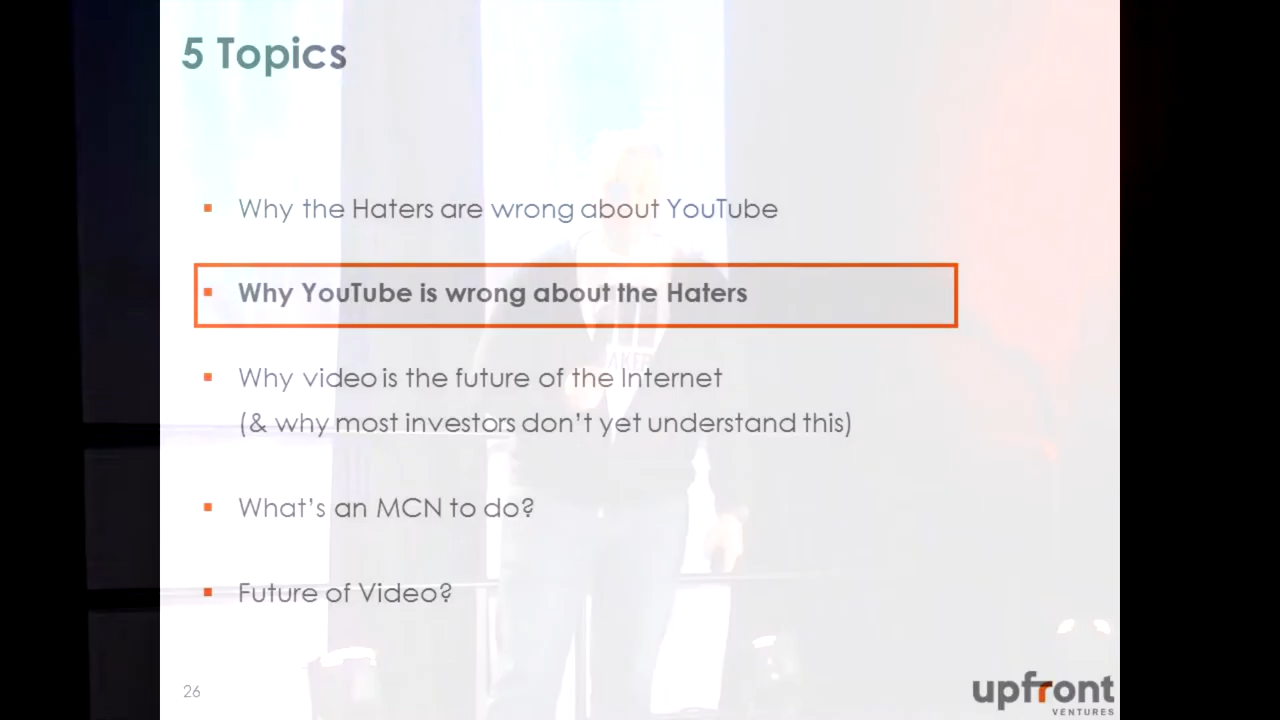 5 Topics
Why the Haters are wrong about YouTube
Why YouTube is wrong about the Haters
Why video is the future of the Internet
(& why most investors don't yet understand this)
What's an MCN to do?
Future of Video?
26
upfront
VENTURES